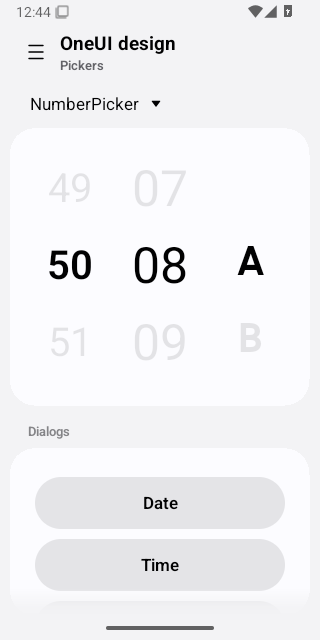 12:44
OneUI design
Pickers
NumberPicker
49 07
50 08 A
51 09 B
Dialogs
Date
Time